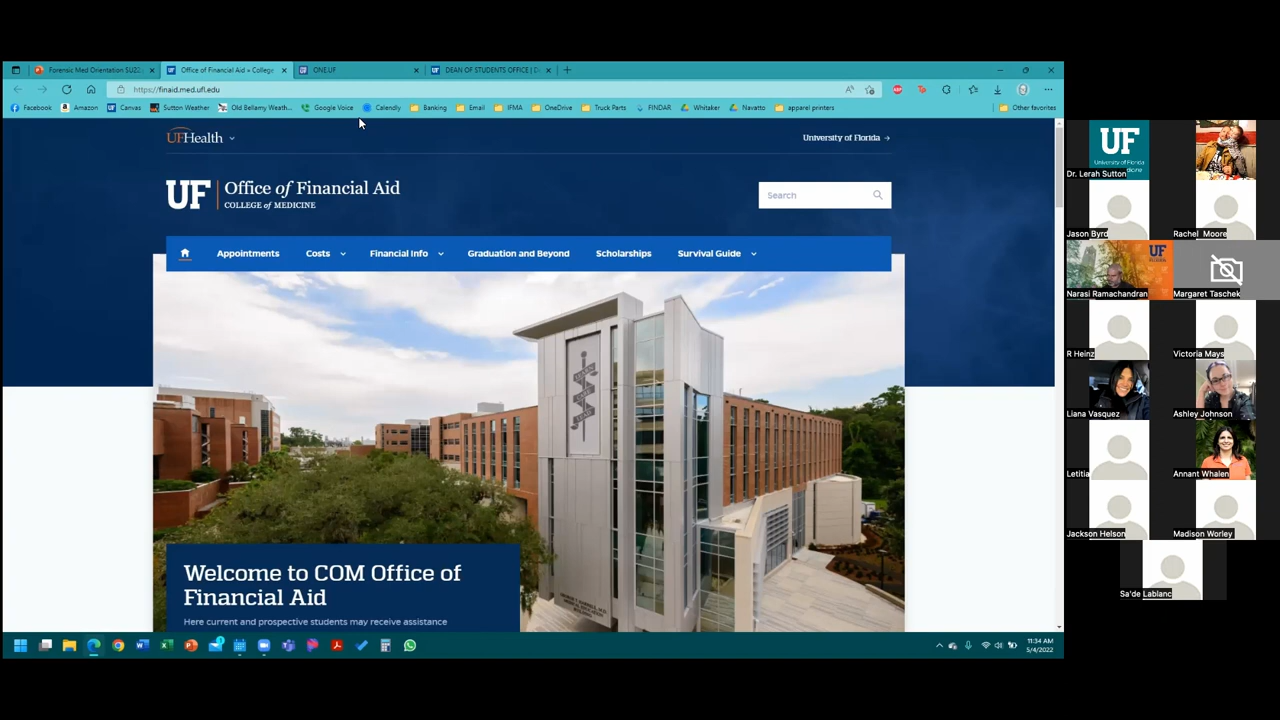 Forensic Med Orientation SU22
Office of Financial Aid » College
ONE.UF
DEAN OF STUDENTS OFFICE | D
https://finaid.med.ufl.edu
Facebook
Amazon
Canvas
Sutton Weather
Old Bellamy Weath...
Google Voice
Calendly
Banking
Email
IFMA
OneDrive
Truck Parts
FINDAR
Whitaker
Navatto
apparel printers
Other favorites
UFHealth
University of Florida
UF
Office of Financial Aid
COLLEGE of MEDICINE
Search
Appointments
Costs
Financial Info
Graduation and Beyond
Scholarships
Survival Guide
Welcome to COM Office of
Financial Aid
Here current and prospective students may receive assistance
11:34 AM
5/4/2022
UF
University of Florida
Dr. Lerah Sutton
Jason Byrd
Rachel Moore
UF
Narasi Ramachandran
Margaret Taschek
R Heinz
Victoria Mays
Liana Vasquez
Ashley Johnson
Letitia
Annant Whalen
Jackson Helson
Madison Worley
Sa'de Lablanc